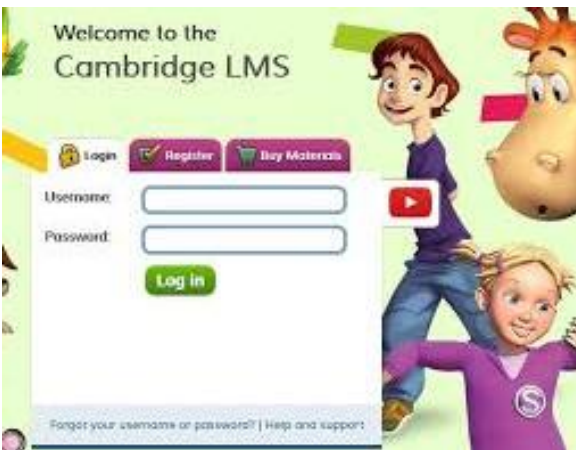 Welcome to the
Cambridge LMS
Login Register Buy Materials
Username
Password
Log in
Forgot your username or password? | Help and support
S